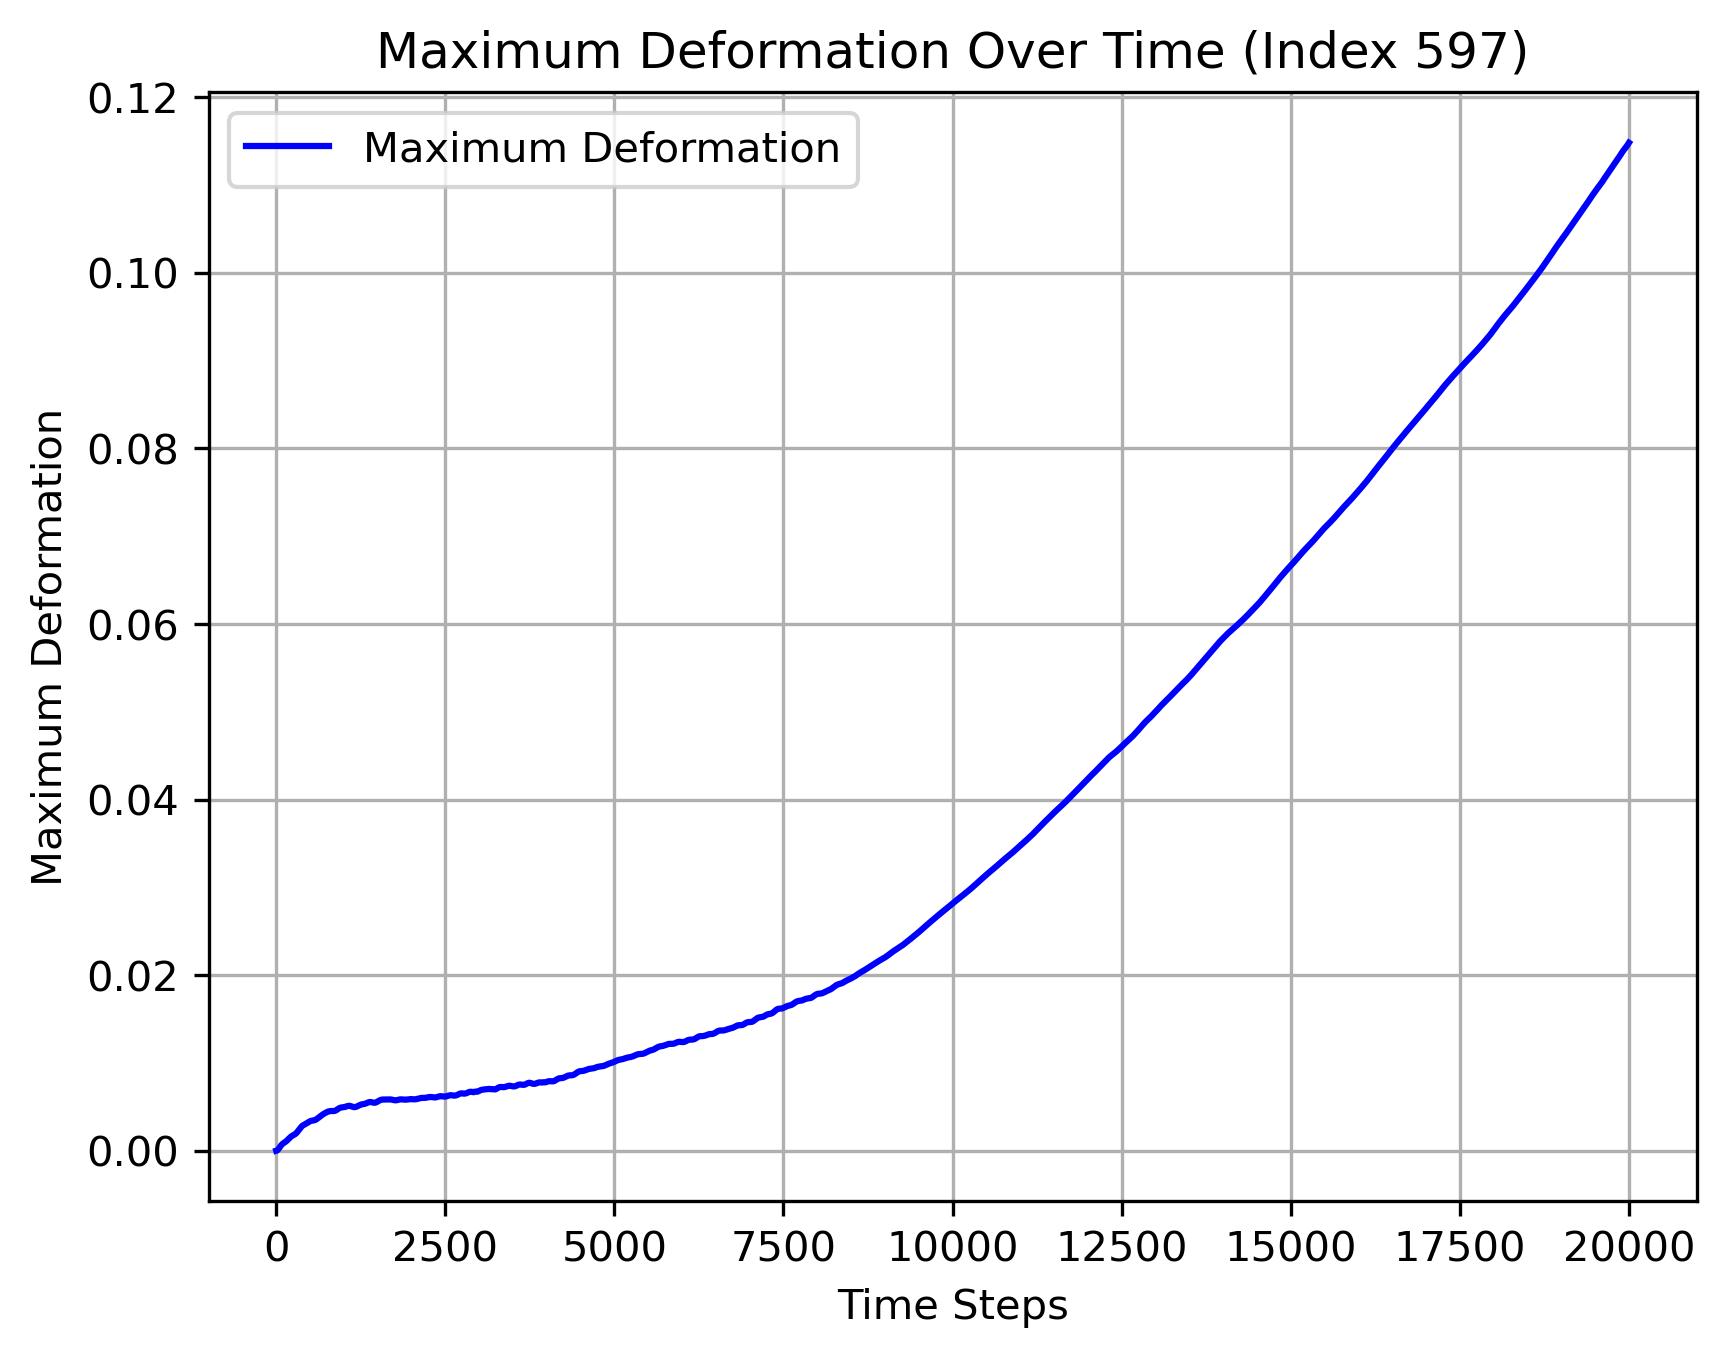 Maximum Deformation Over Time (Index 597)
Maximum Deformation
Maximum Deformation
0.12
0.10
0.08
0.06
0.04
0.02
0.00
0 2500 5000 7500 10000 12500 15000 17500 20000
Time Steps